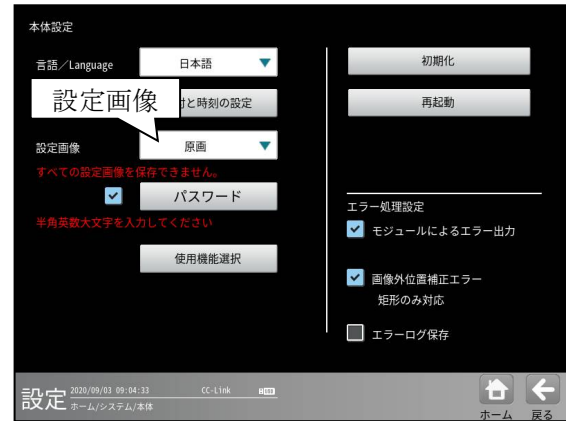 本体設定
言語／Language
日本語
付と時刻の設定
設定画像
設定画像
原画
すべての設定画像を保存できません。
パスワード
半角英数大文字を入力してください
使用機能選択
初期化
再起動
エラー処理設定
モジュールによるエラー出力
画像外位置補正エラー
矩形のみ対応
エラーログ保存
設定
2020/09/03 09:04:33
CC-Link
ホーム/システム/本体
ホーム
戻る